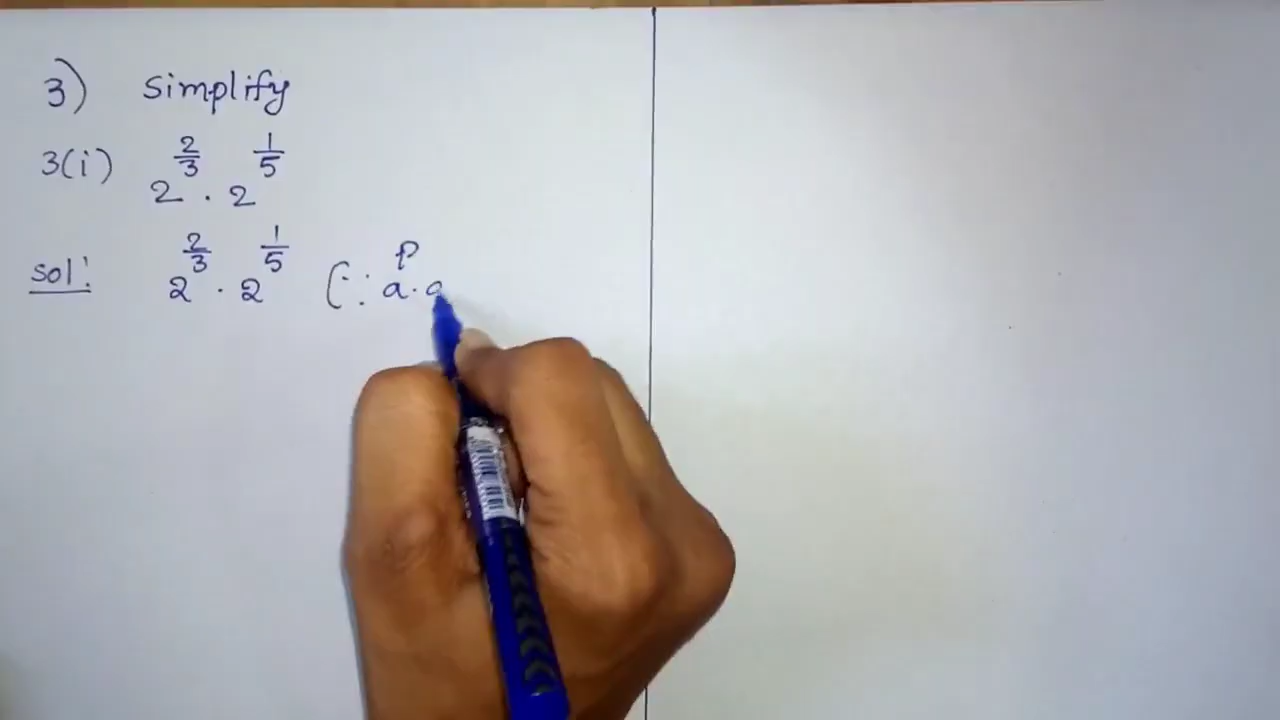 3) Simplify
3(i) 2^(2/3) . 2^(1/5)
Sol: 2^(2/3) . 2^(1/5) (∵ a^p . a